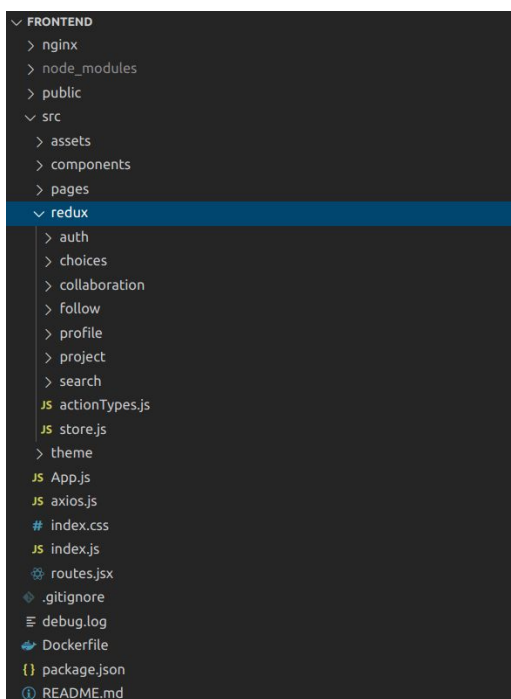 FRONTEND
nginx
node_modules
public
src
assets
components
pages
redux
auth
choices
collaboration
follow
profile
project
search
JS actionTypes.js
JS store.js
theme
JS App.js
JS axios.js
# index.css
JS index.js
routes.jsx
.gitignore
debug.log
Dockerfile
{} package.json
README.md